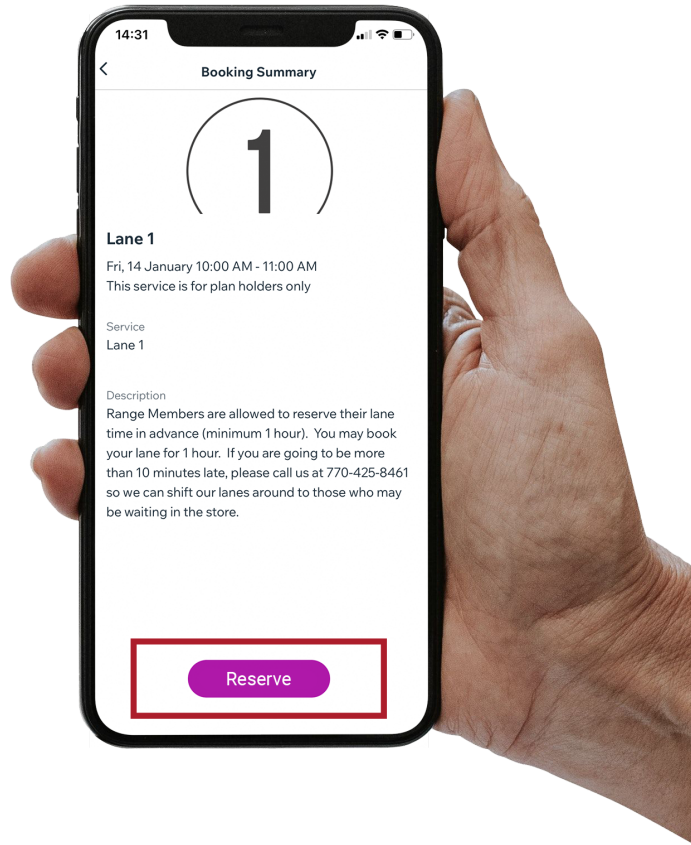 14:31
Booking Summary
1
Lane 1
Fri, 14 January 10:00 AM - 11:00 AM
This service is for plan holders only
Service
Lane 1
Description
Range Members are allowed to reserve their lane
time in advance (minimum 1 hour).  You may book
your lane for 1 hour.  If you are going to be more
than 10 minutes late, please call us at 770-425-8461
so we can shift our lanes around to those who may
be waiting in the store.
Reserve